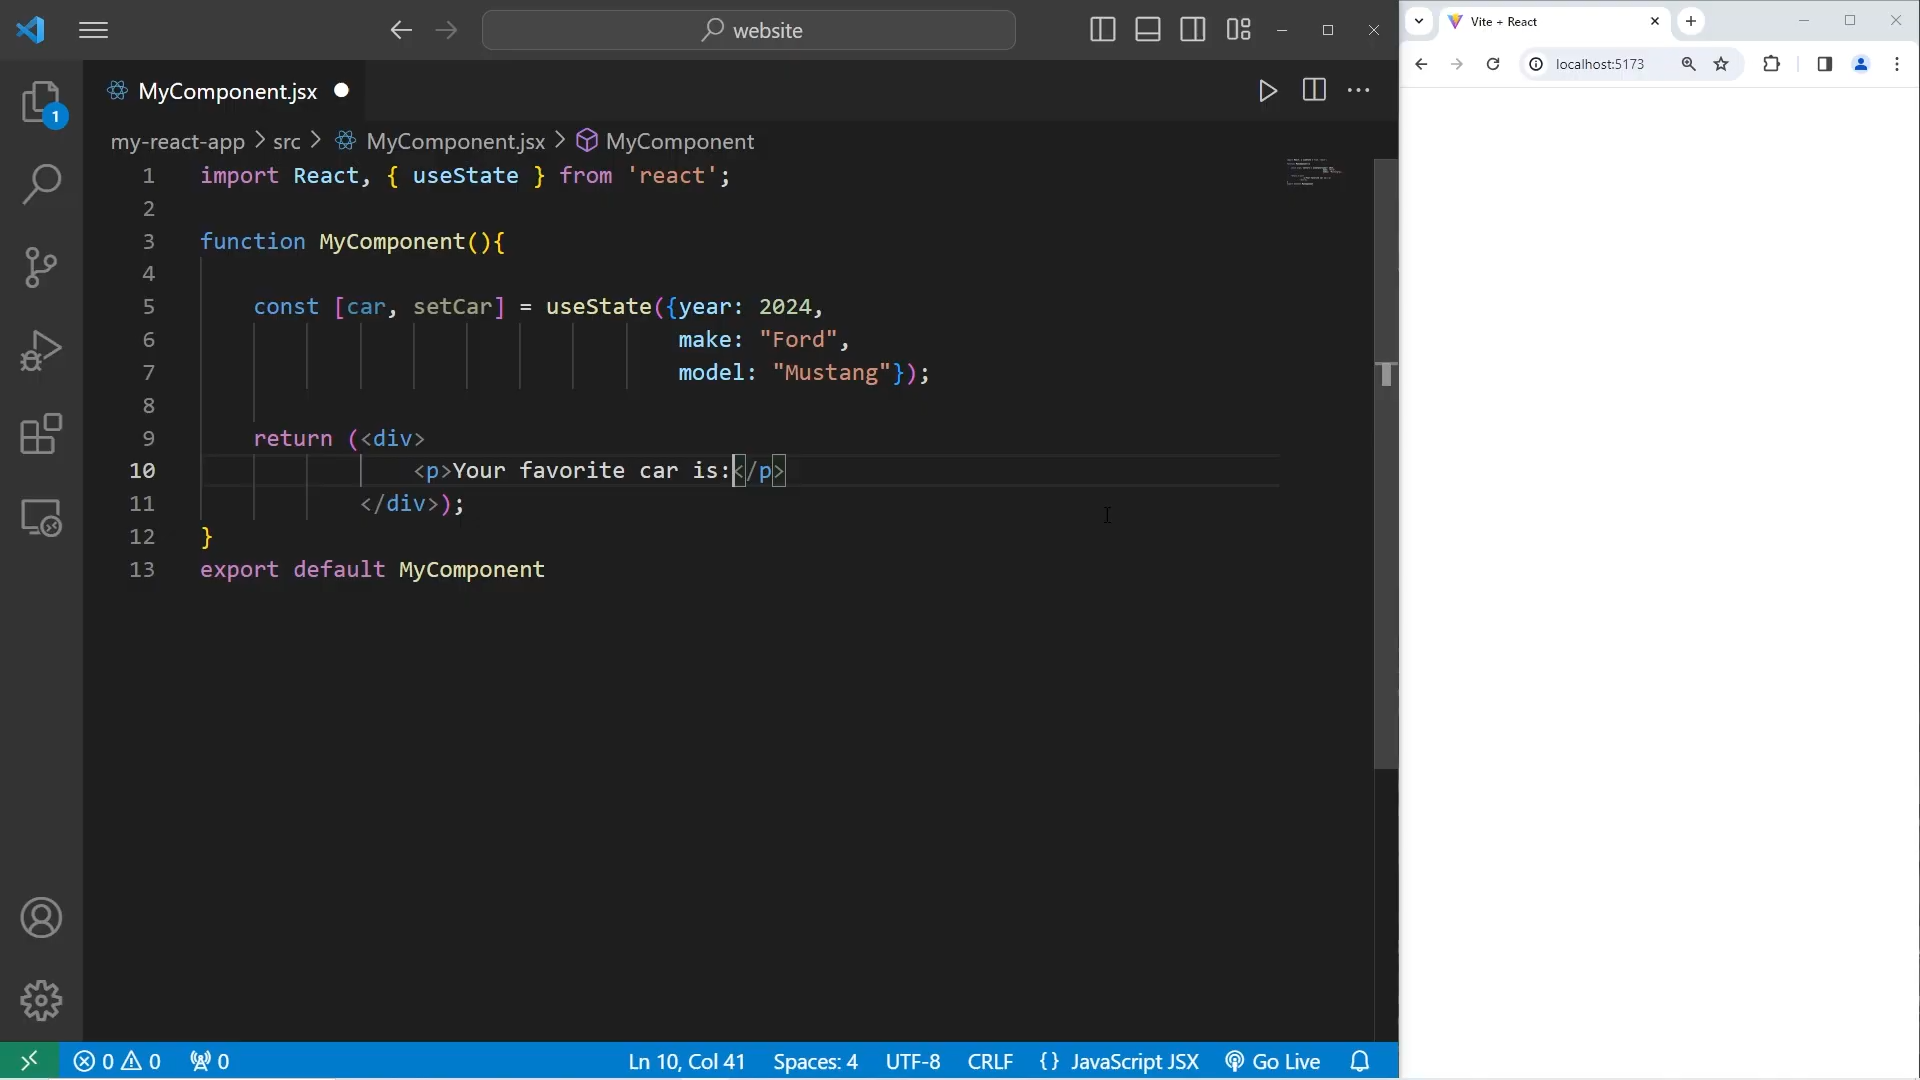 website
MyComponent.jsx
my-react-app > src > MyComponent.jsx > MyComponent
1 import React, { useState } from 'react';
2
3 function MyComponent(){
4
5 const [car, setCar] = useState({year: 2024,
6 make: "Ford",
7 model: "Mustang"});
8
9 return (<div>
10 <p>Your favorite car is:</p>
11 </div>);
12 }
13 export default MyComponent
1
0 0 0 Ln 10, Col 41 Spaces: 4 UTF-8 CRLF {} JavaScript JSX Go Live
Vite + React
localhost:5173